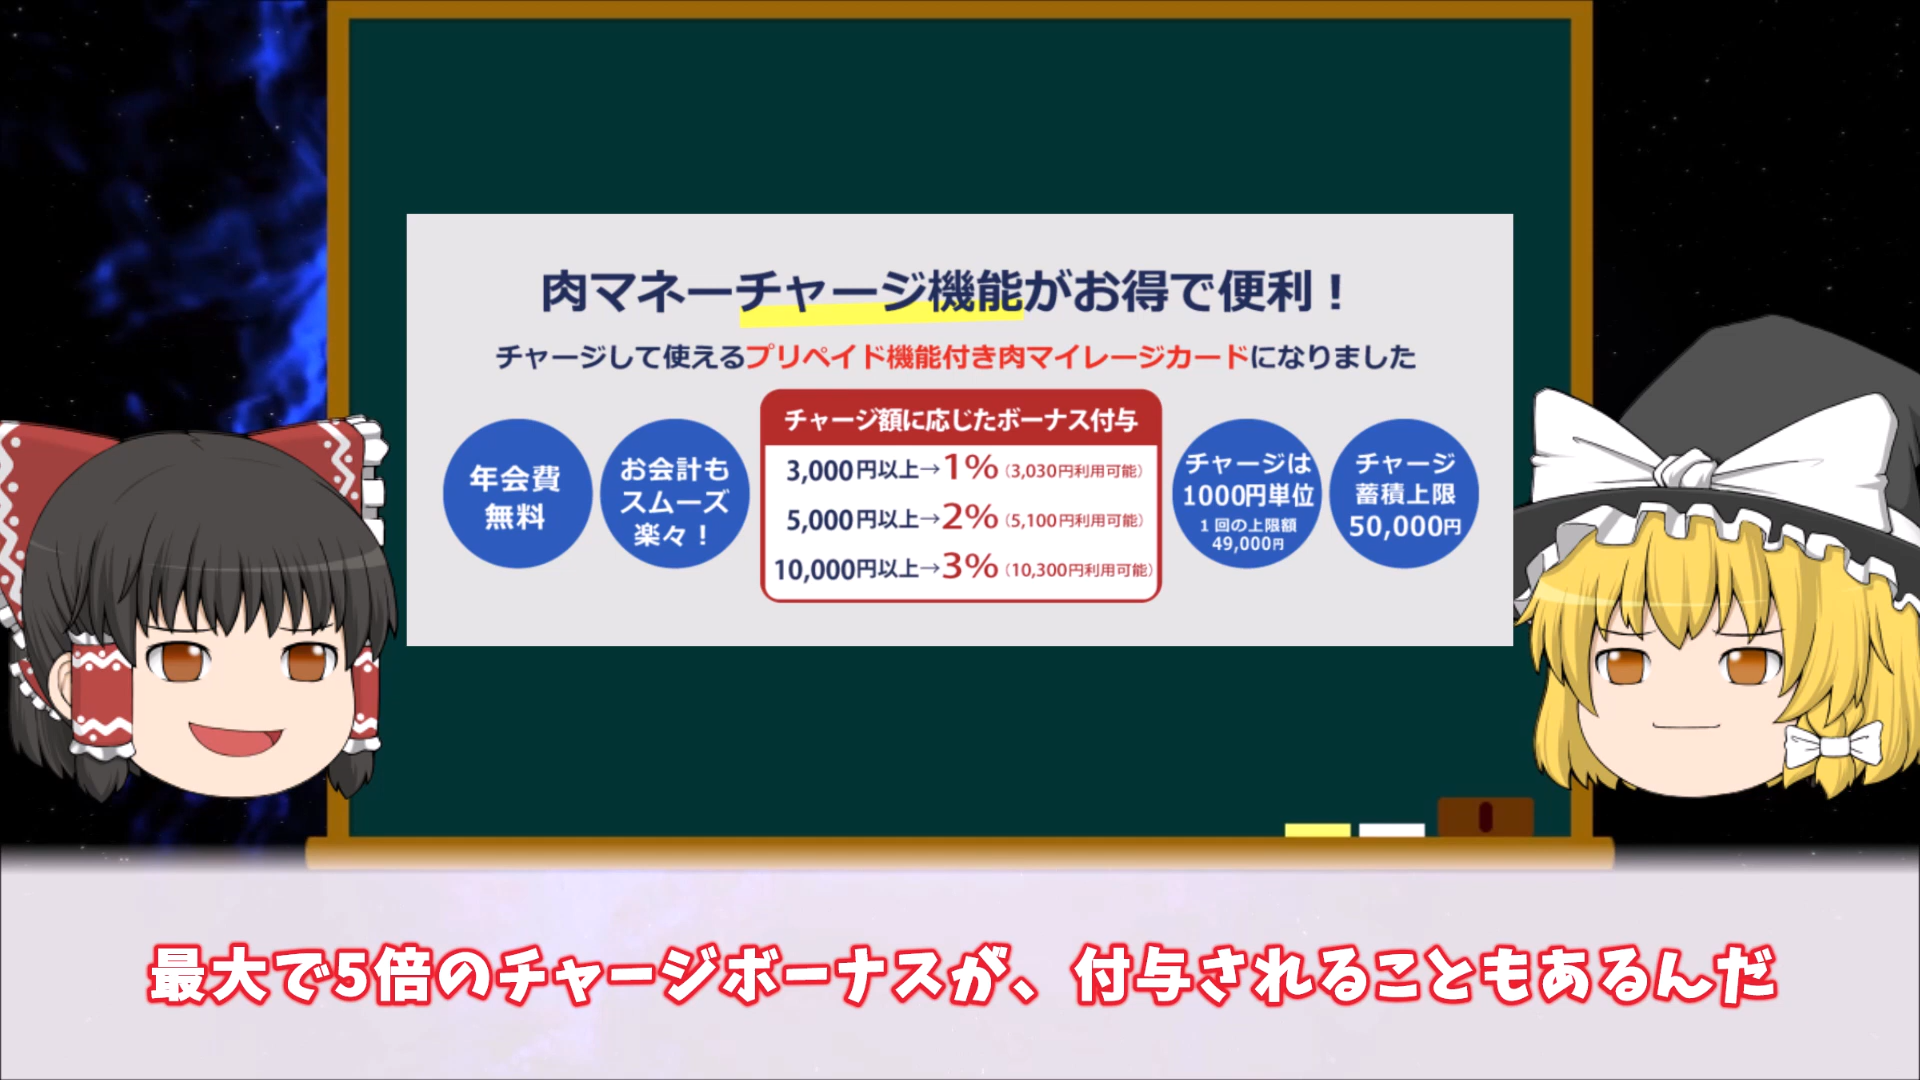 肉マネーチャージ機能がお得で便利！
チャージして使えるプリペイド機能付き肉マイレージカードになりました
年会費
無料
お会計も
スムーズ
楽々！
チャージ額に応じたボーナス付与
3,000円以上→1%（3,030円利用可能）
5,000円以上→2%（5,100円利用可能）
10,000円以上→3%（10,300円利用可能）
チャージは
1000円単位
1回の上限額
49,000円
チャージ
蓄積上限
50,000円
最大で5倍のチャージボーナスが、付与されることもあるんだ